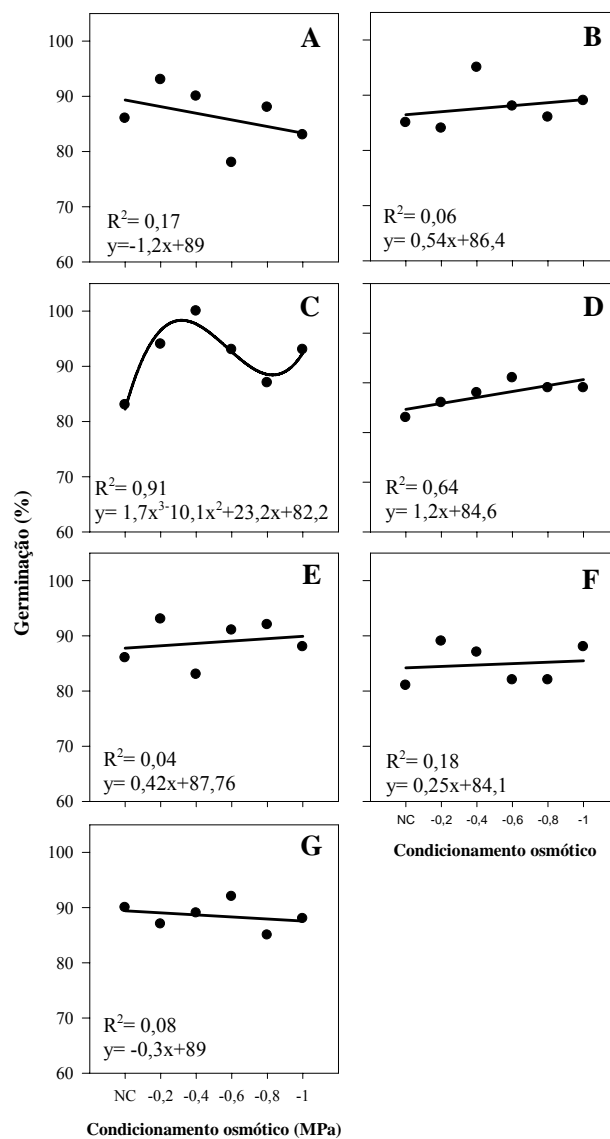 A
B
100
90
80
70
60
R²= 0,17
y=-1,2x+89
R²= 0,06
y= 0,54x+86,4
C
D
100
90
80
70
60
R²= 0,91
y= 1,7x³-10,1x²+23,2x+82,2
R²= 0,64
y= 1,2x+84,6
Germinação (%)
E
F
100
90
80
70
60
R²= 0,04
y= 0,42x+87,76
R²= 0,18
y= 0,25x+84,1
NC -0,2 -0,4 -0,6 -0,8 -1
Condicionamento osmótico
G
100
90
80
70
60
R²= 0,08
y= -0,3x+89
NC -0,2 -0,4 -0,6 -0,8 -1
Condicionamento osmótico (MPa)